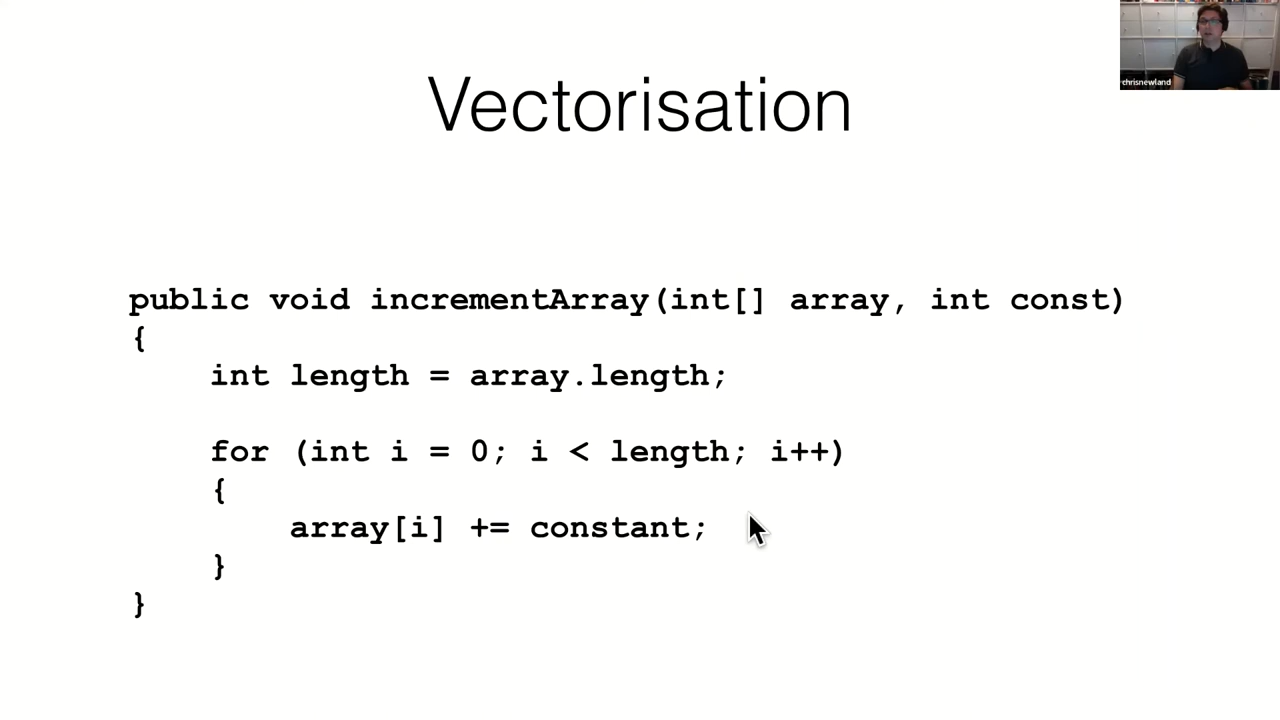 chrisnewland
Vectorisation
public void incrementArray(int[] array, int const)
{
    int length = array.length;
    for (int i = 0; i < length; i++)
    {
        array[i] += constant;
    }
}